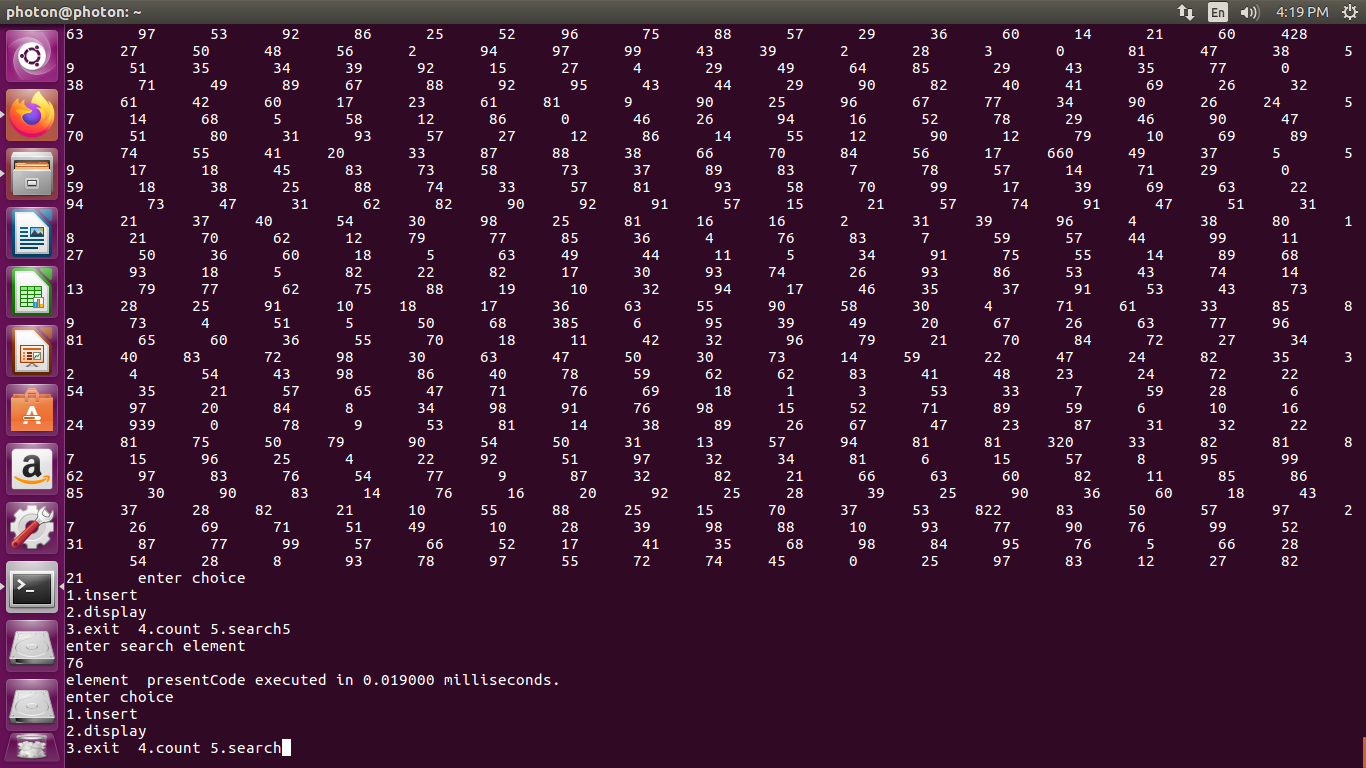 photon@photon: ~
En
4:19 PM
63 97 53 92 86 25 52 96 75 88 57 29 36 60 14 21 60 428
27 50 48 56 2 94 97 99 43 39 2 28 3 0 81 47 38 5
9 51 35 34 39 92 15 27 4 29 49 64 85 29 43 35 77 0
38 71 49 89 67 88 92 95 43 44 29 90 82 40 41 69 26 32
61 42 60 17 23 61 81 9 90 25 96 67 77 34 90 26 24 5
7 14 68 5 58 12 86 0 46 26 94 16 52 78 29 46 90 47
70 51 80 31 93 57 27 12 86 14 55 12 90 12 79 10 69 89
74 55 41 20 33 87 88 38 66 70 84 56 17 660 49 37 5 5
9 17 18 45 83 73 58 73 37 89 83 7 78 57 14 71 29 0
59 18 38 25 88 74 33 57 81 93 58 70 99 17 39 69 63 22
94 73 47 31 62 82 90 92 91 57 15 21 57 74 91 47 51 31
21 37 40 54 30 98 25 81 16 16 2 31 39 96 4 38 80 1
8 21 70 62 12 79 77 85 36 4 76 83 7 59 57 44 99 11
27 50 36 60 18 5 63 49 44 11 5 34 91 75 55 14 89 68
93 18 5 82 22 82 17 30 93 74 26 93 86 53 43 74 14
13 79 77 62 75 88 19 10 32 94 17 46 35 37 91 53 43 73
28 25 91 10 18 17 36 63 55 90 58 30 4 71 61 33 85 8
9 73 4 51 5 50 68 385 6 95 39 49 20 67 26 63 77 96
81 65 60 36 55 70 18 11 42 32 96 79 21 70 84 72 27 34
40 83 72 98 30 63 47 50 30 73 14 59 22 47 24 82 35 3
2 4 54 43 98 86 40 78 59 62 62 83 41 48 23 24 72 22
54 35 21 57 65 47 71 76 69 18 1 3 53 33 7 59 28 6
97 20 84 8 34 98 91 76 98 15 52 71 89 59 6 10 16
24 939 0 78 9 53 81 14 38 89 26 67 47 23 87 31 32 22
81 75 50 79 90 54 50 31 13 57 94 81 81 320 33 82 81 8
7 15 96 25 4 22 92 51 97 32 34 81 6 15 57 8 95 99
62 97 83 76 54 77 9 87 32 82 21 66 63 60 82 11 85 86
85 30 90 83 14 76 16 20 92 25 28 39 25 90 36 60 18 43
37 28 82 21 10 55 88 25 15 70 37 53 822 83 50 57 97 2
7 26 69 71 51 49 10 28 39 98 88 10 93 77 90 76 99 52
31 87 77 99 57 66 52 17 41 35 68 98 84 95 76 5 66 28
54 28 8 93 78 97 55 72 74 45 0 25 97 83 12 27 82
21 enter choice
1.insert
2.display
3.exit 4.count 5.search5
enter search element
76
element presentCode executed in 0.019000 milliseconds.
enter choice
1.insert
2.display
3.exit 4.count 5.search